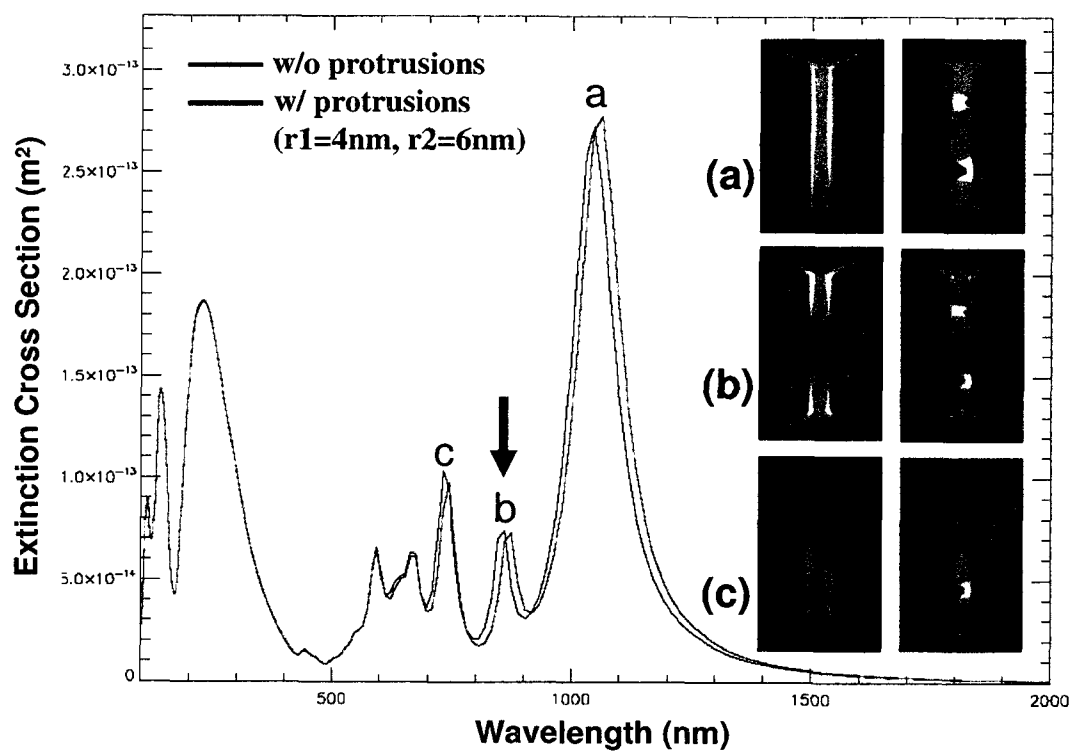 w/o protrusions
w/ protrusions
(r1=4nm, r2=6nm)
Extinction Cross Section (m²)
3.0×10⁻¹³
2.5×10⁻¹³
2.0×10⁻¹³
1.5×10⁻¹³
1.0×10⁻¹³
5.0×10⁻¹⁴
0
a
b
c
(a)
(b)
(c)
500
1000
1500
2000
Wavelength (nm)